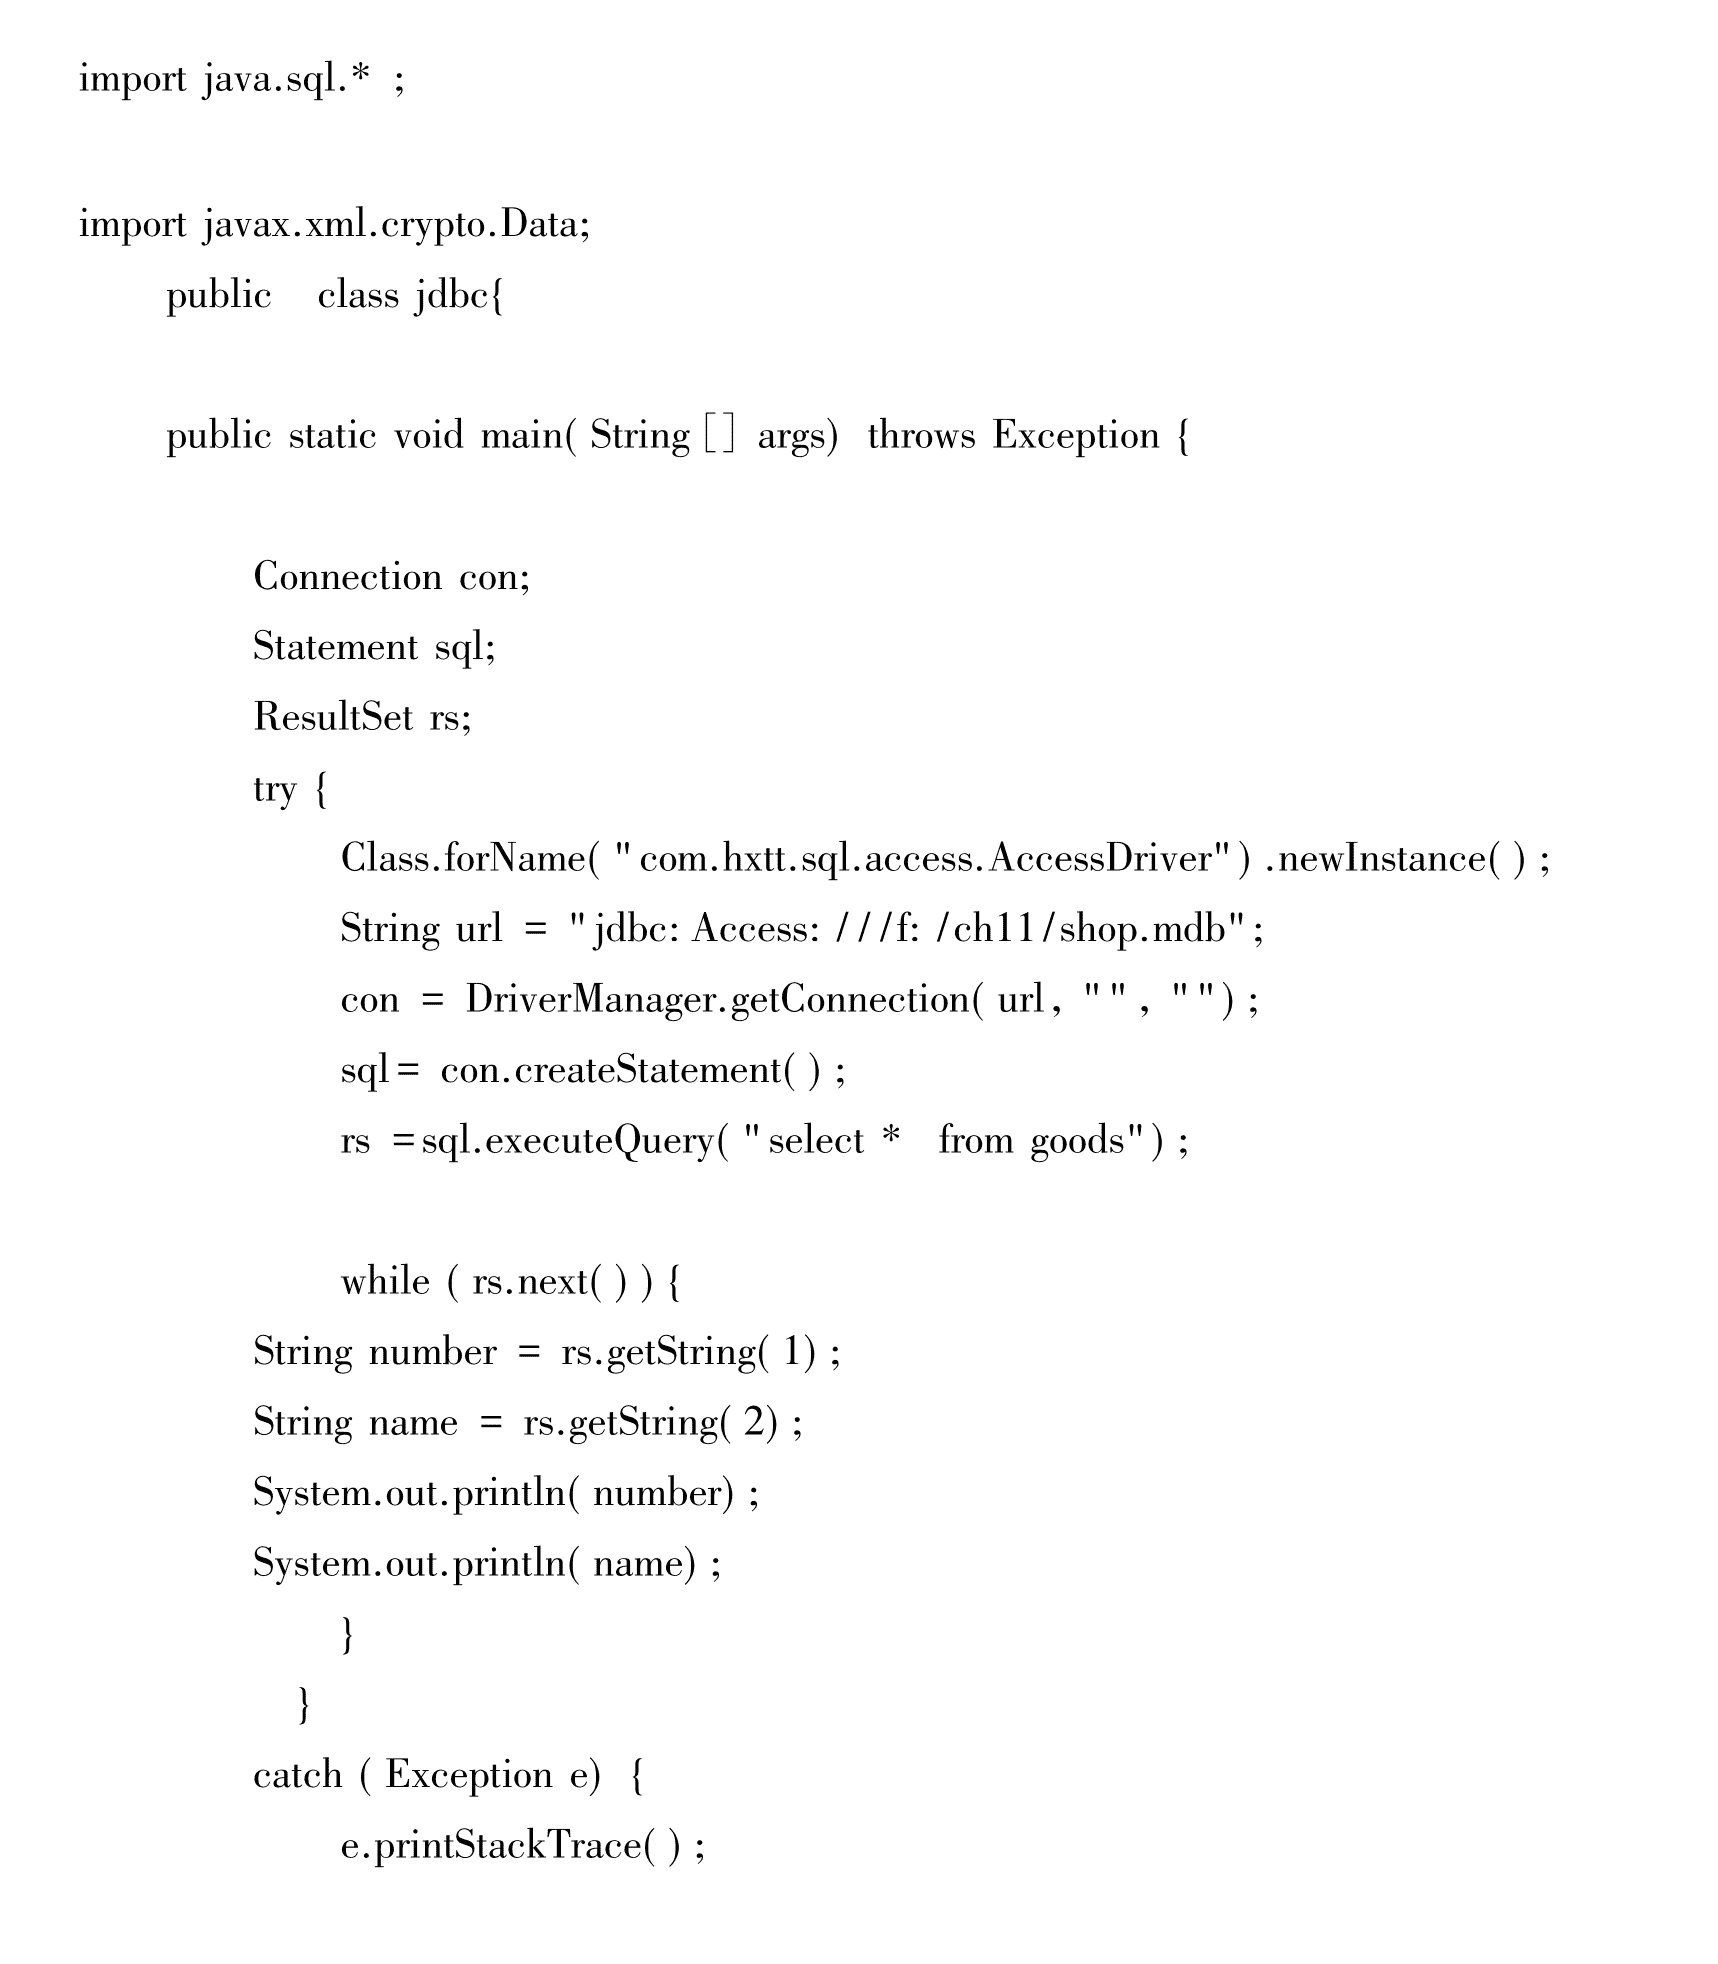 import java.sql.* ;
import javax.xml.crypto.Data;
public class jdbc{
public static void main( String [] args) throws Exception {
Connection con;
Statement sql;
ResultSet rs;
try {
Class.forName( "com.hxtt.sql.access.AccessDriver") .newInstance( ) ;
String url = "jdbc: Access: ///f: /ch11/shop.mdb";
con = DriverManager.getConnection( url, "", "") ;
sql= con.createStatement( ) ;
rs =sql.executeQuery( "select * from goods") ;
while ( rs.next( ) ) {
String number = rs.getString( 1) ;
String name = rs.getString( 2) ;
System.out.println( number) ;
System.out.println( name) ;
}
}
catch ( Exception e) {
e.printStackTrace( ) ;